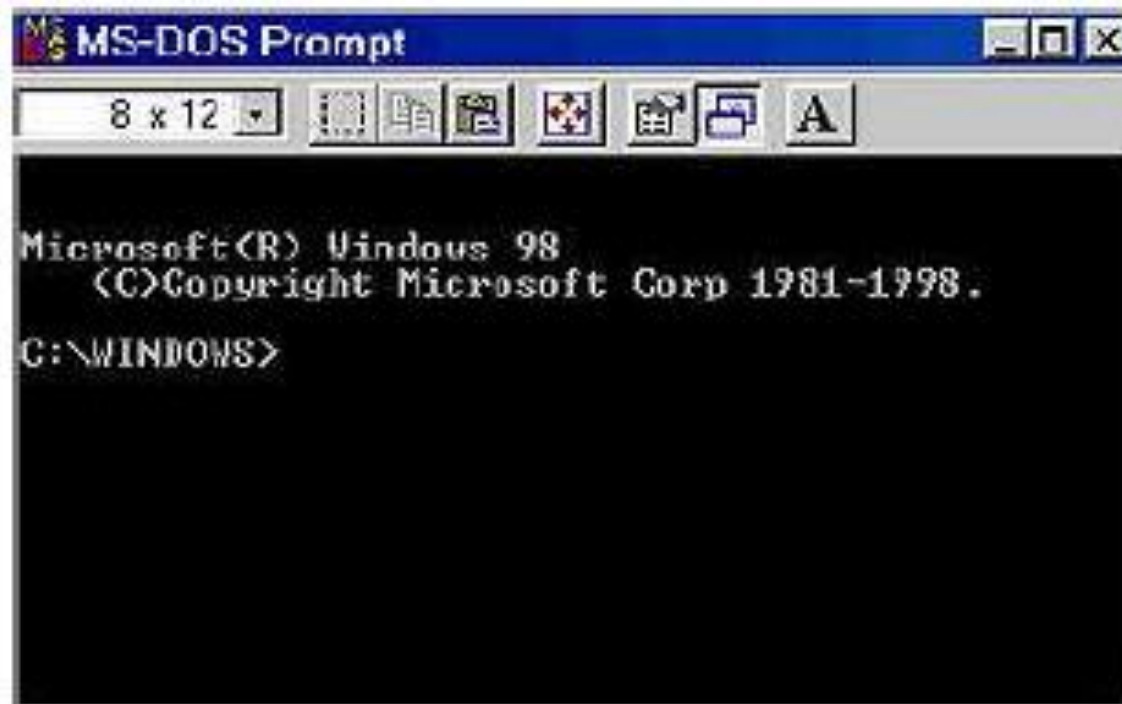 MS-DOS Prompt
8 x 12
A
Microsoft(R) Windows 98
(C)Copyright Microsoft Corp 1981-1998.
C:\WINDOWS>